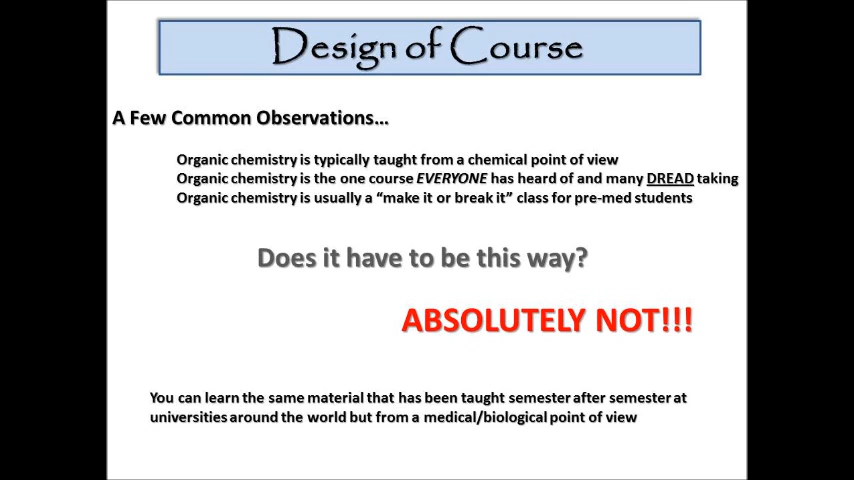 Design of Course
A Few Common Observations...
Organic chemistry is typically taught from a chemical point of view
Organic chemistry is the one course EVERYONE has heard of and many DREAD taking
Organic chemistry is usually a “make it or break it” class for pre-med students
Does it have to be this way?
ABSOLUTELY NOT!!!
You can learn the same material that has been taught semester after semester at
universities around the world but from a medical/biological point of view